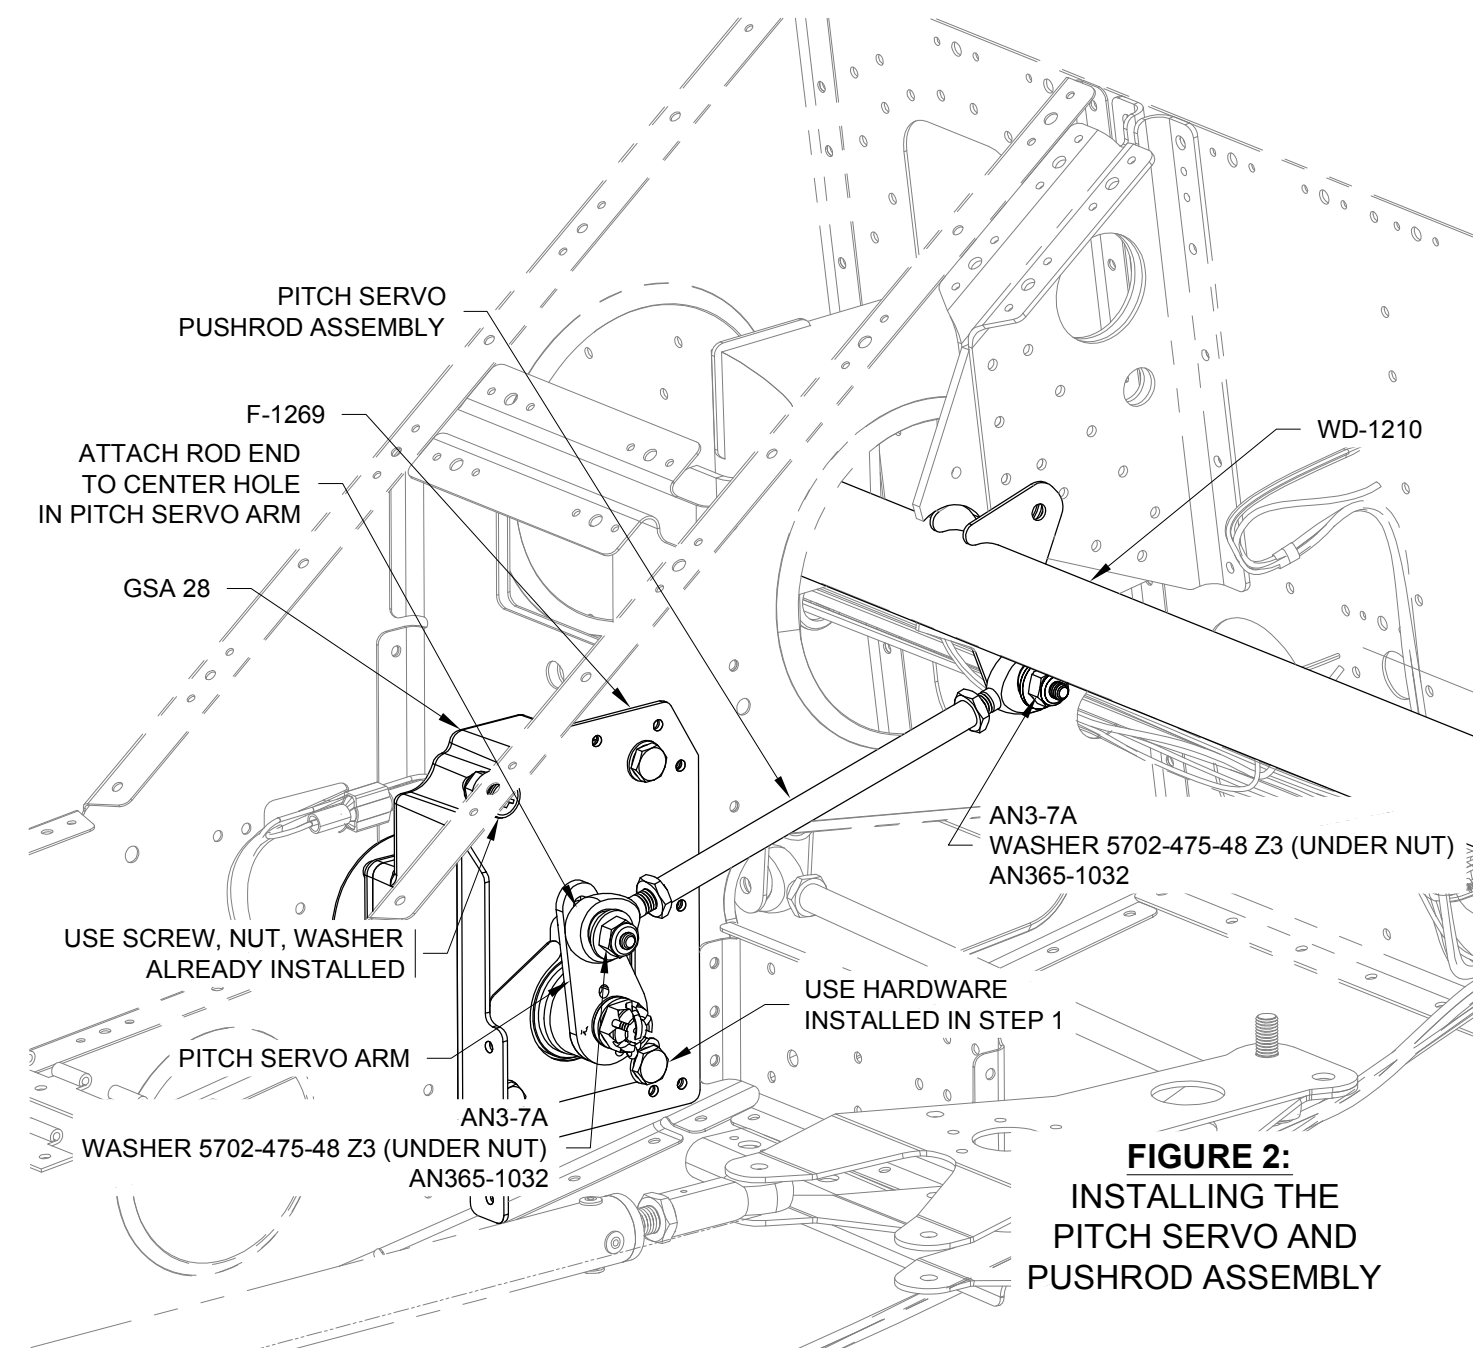 PITCH SERVO
PUSHROD ASSEMBLY
F-1269
ATTACH ROD END
TO CENTER HOLE
IN PITCH SERVO ARM
GSA 28
WD-1210
AN3-7A
WASHER 5702-475-48 Z3 (UNDER NUT)
AN365-1032
USE SCREW, NUT, WASHER
ALREADY INSTALLED
USE HARDWARE
INSTALLED IN STEP 1
PITCH SERVO ARM
AN3-7A
WASHER 5702-475-48 Z3 (UNDER NUT)
AN365-1032
FIGURE 2:
INSTALLING THE
PITCH SERVO AND
PUSHROD ASSEMBLY